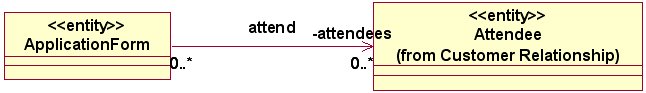 <<entity>>
ApplicationForm
attend
-attendees
0..*
0..*
<<entity>>
Attendee
(from Customer Relationship)